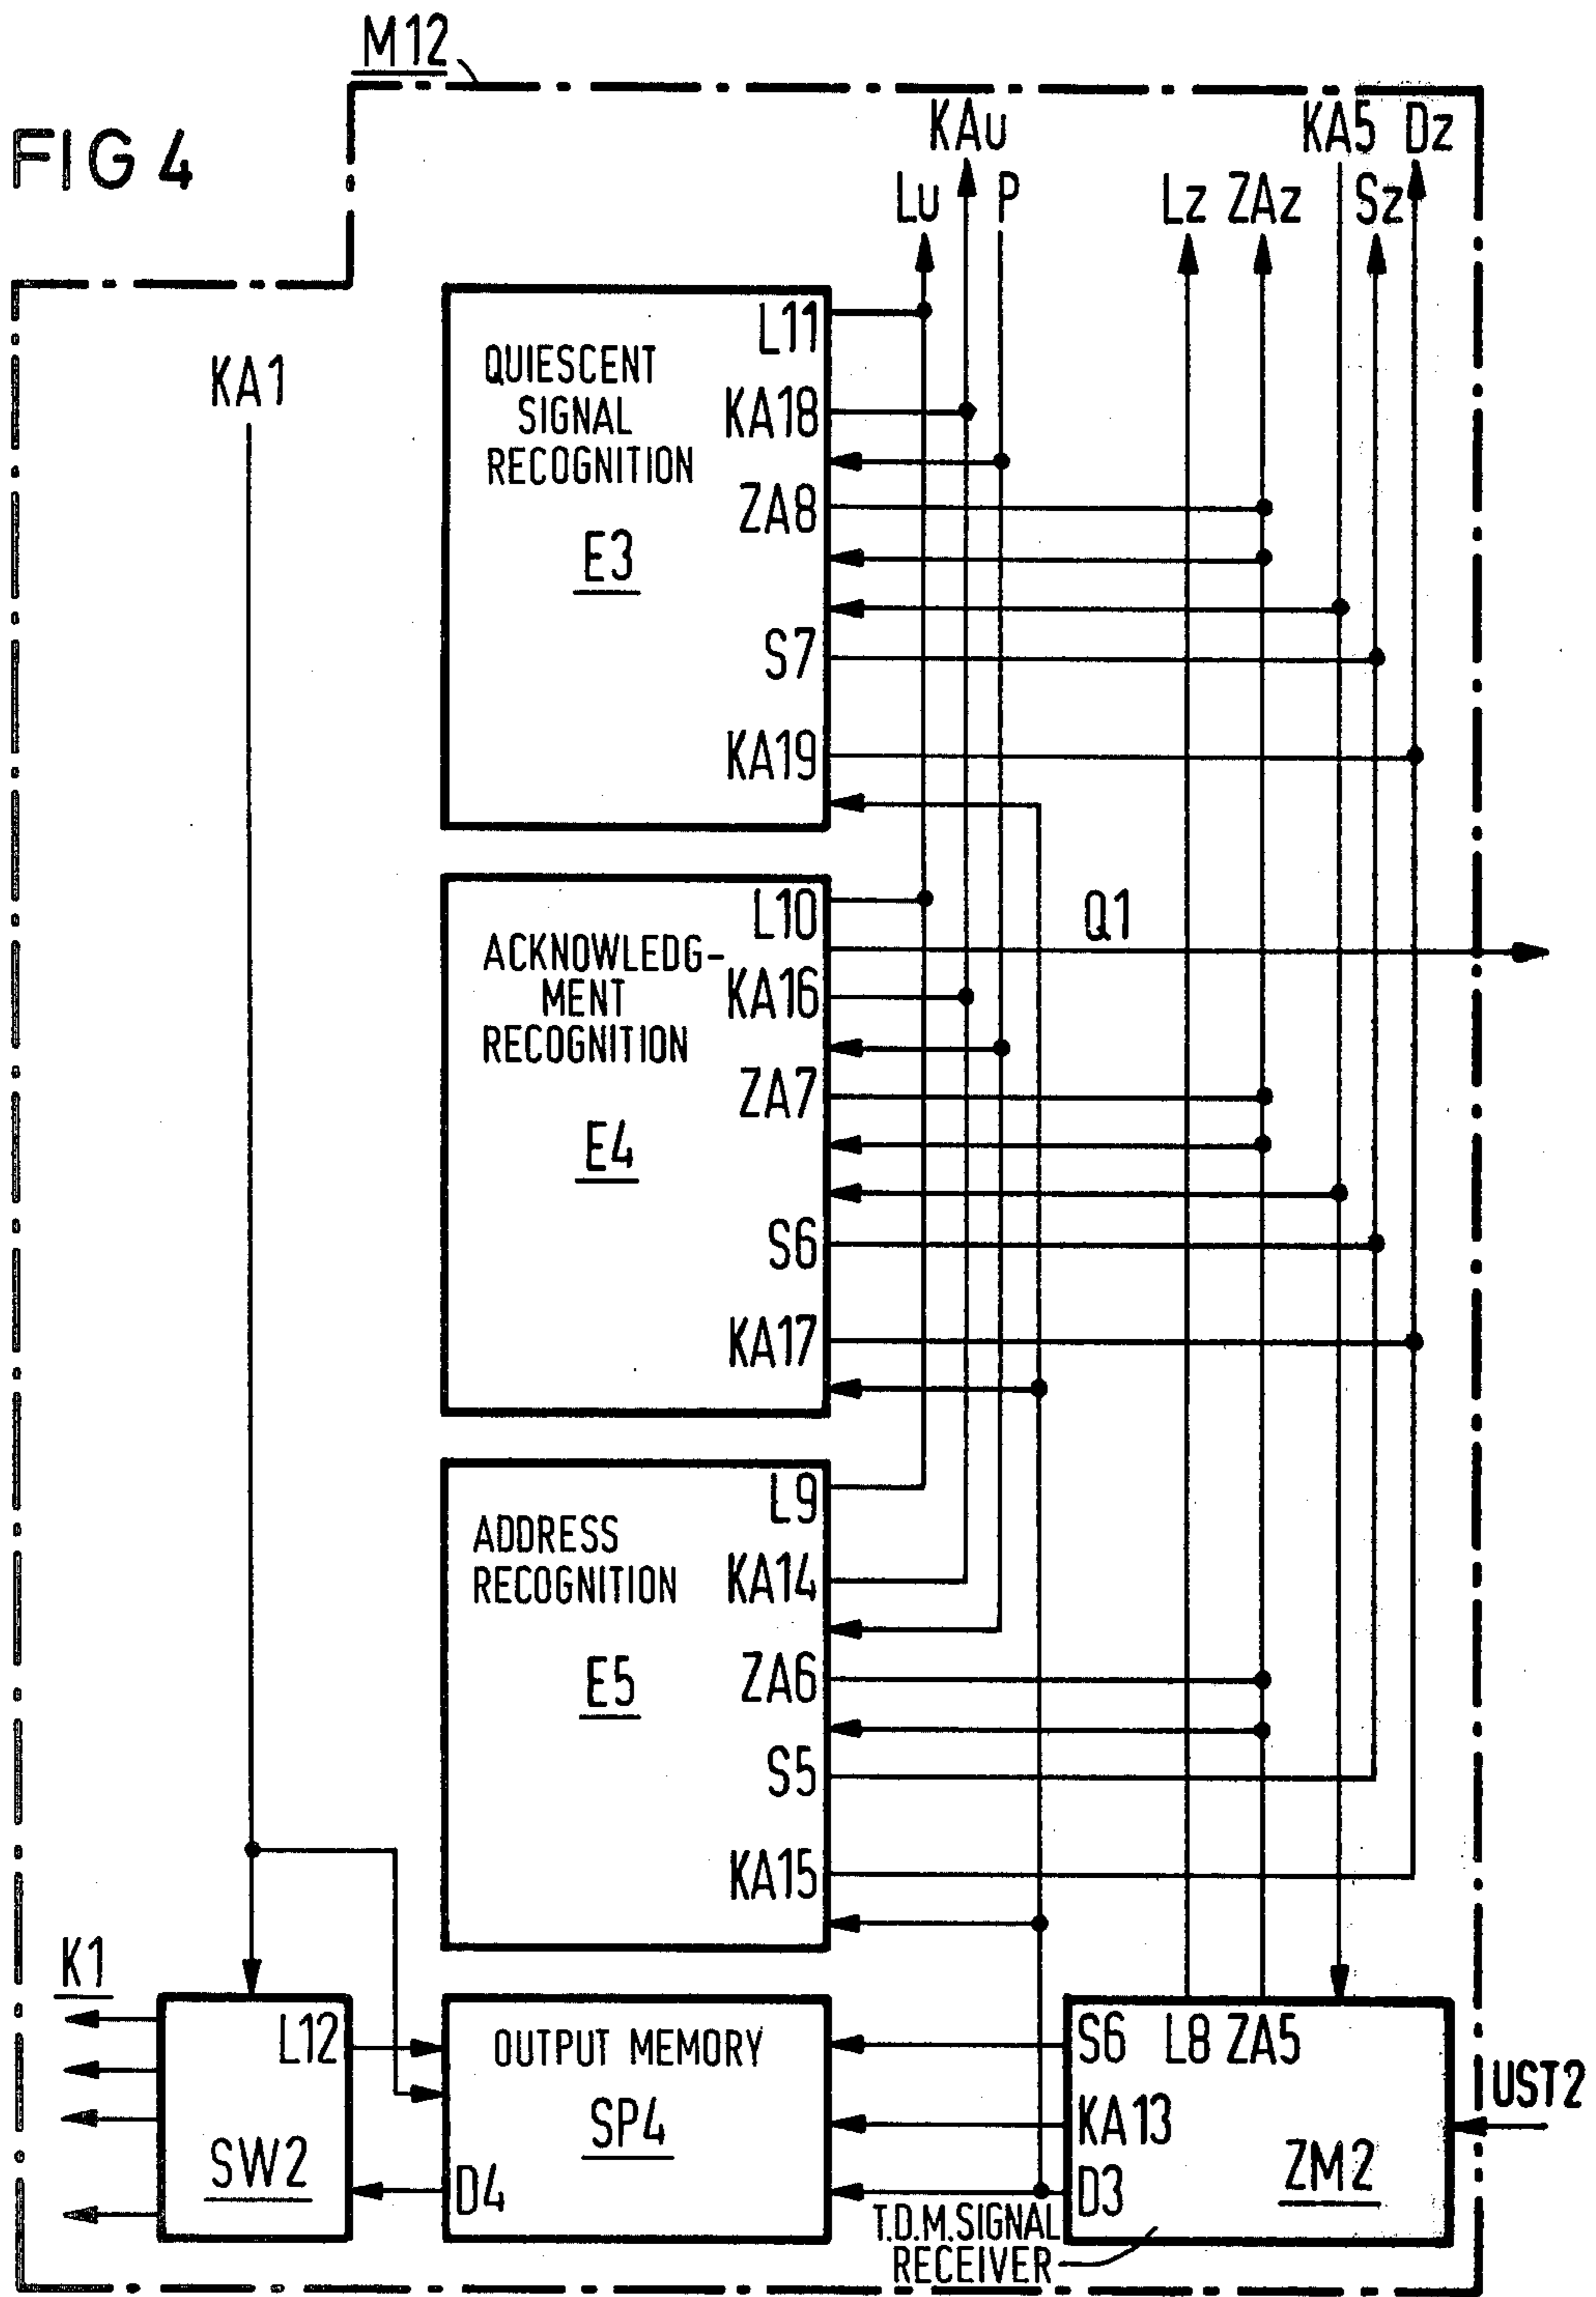 M12
FIG 4
KAu
KA5 Dz
Lu
P
Lz ZAz
Sz
KA1
L11
QUIESCENT
SIGNAL
RECOGNITION
KA18
ZA8
E3
S7
KA19
L10
Q1
ACKNOWLEDG-
MENT
RECOGNITION
KA16
ZA7
E4
S6
KA17
L9
ADDRESS
RECOGNITION
KA14
ZA6
E5
S5
KA15
K1
L12
OUTPUT MEMORY
S6 L8 ZA5
UST2
SP4
KA13
SW2
ZM2
D4
D3
T.D.M.SIGNAL
RECEIVER